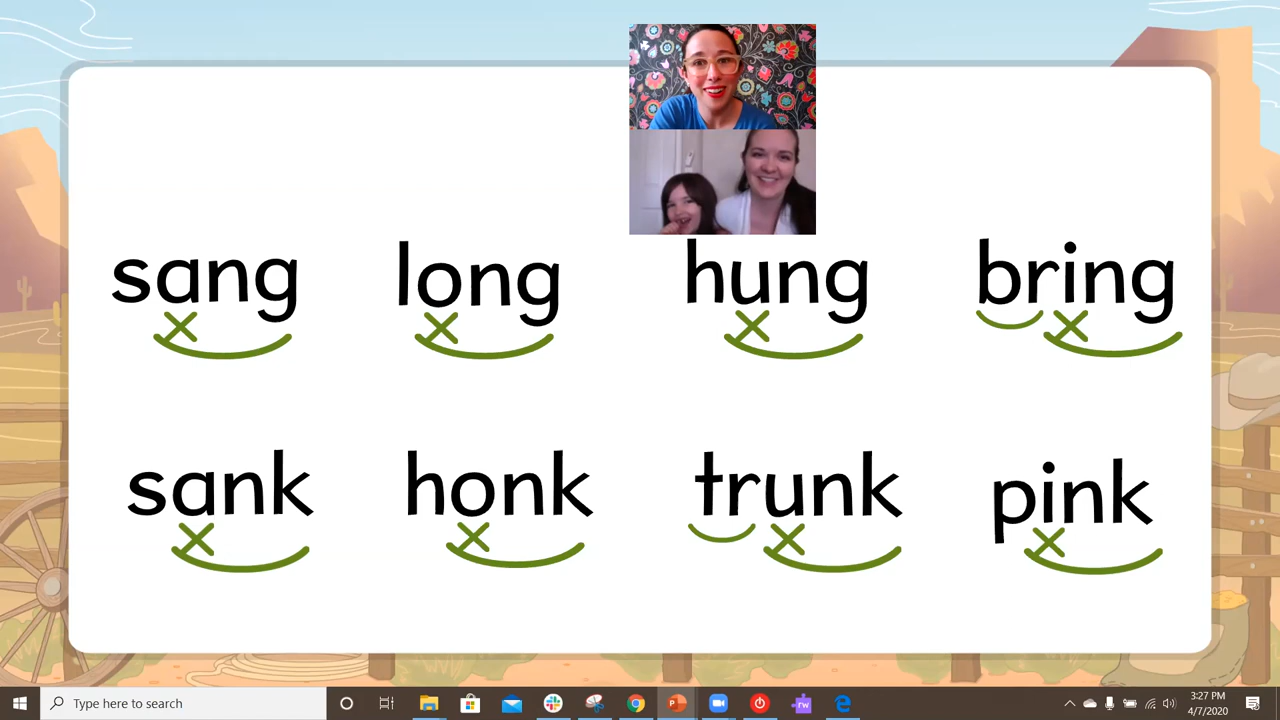 sang long hung bring
sank honk trunk pink
Type here to search
3:27 PM
4/7/2020